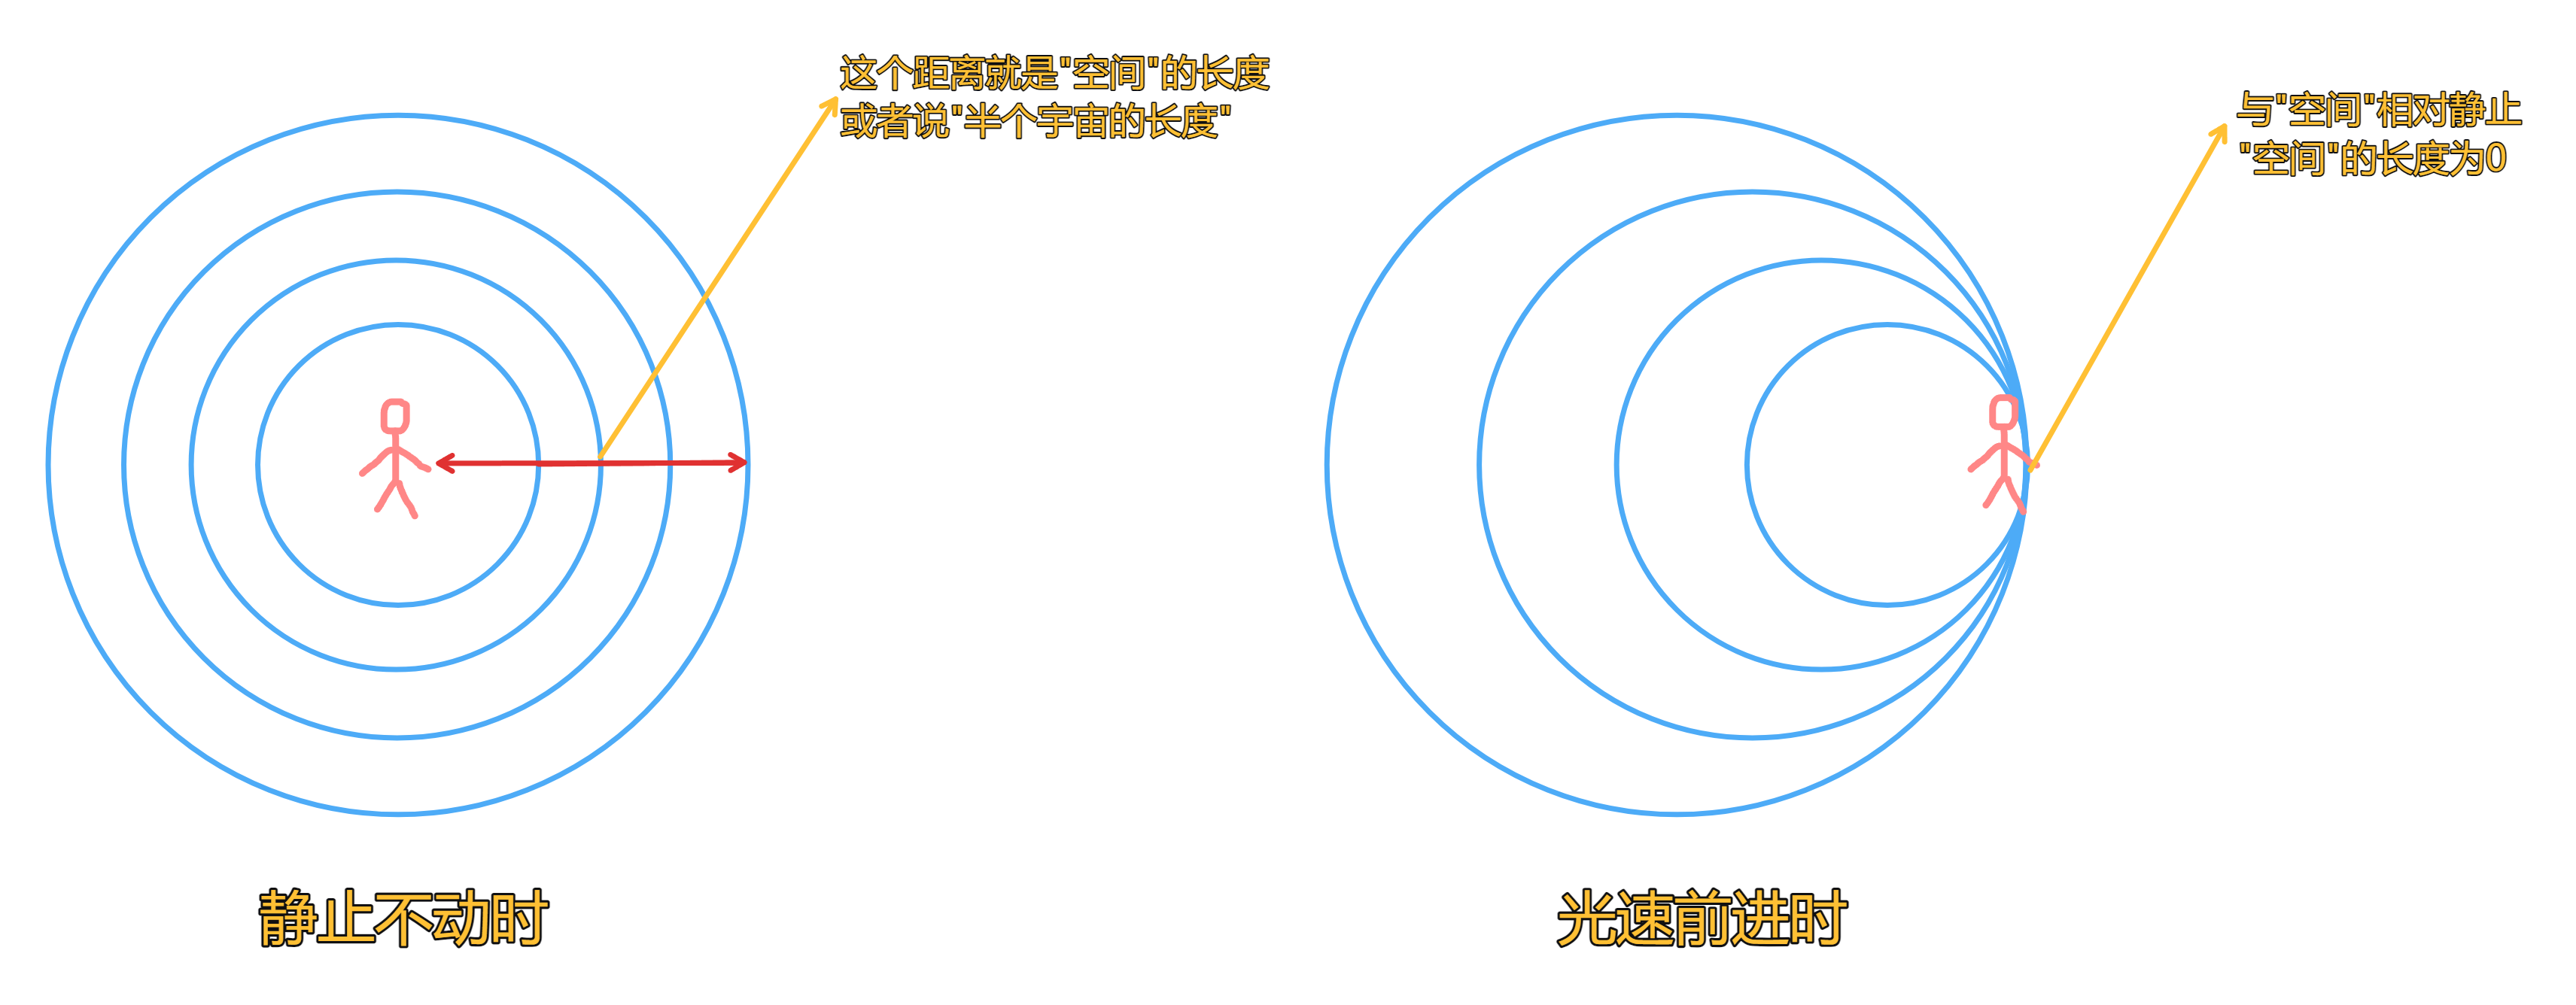 这个距离就是"空间"的长度
或者说"半个宇宙的长度"
与"空间"相对静止
"空间"的长度为0
静止不动时
光速前进时